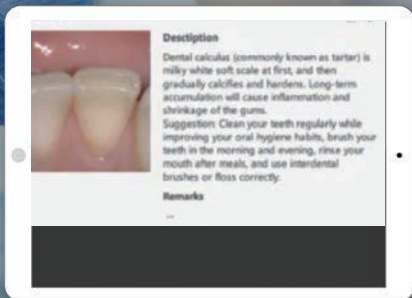 Desctiption
Dental calculus (commonly known as tartar) is
milky white soft scale at first, and then
gradually calcifies and hardens. Long-term
accumulation will cause inflammation and
shrinkage of the gums.
Suggestion: Clean your teeth regularly while
improving your oral hygiene habits, brush your
teeth in the morning and evening, rinse your
mouth after meals, and use interdental
brushes or floss correctly.
Remarks
--